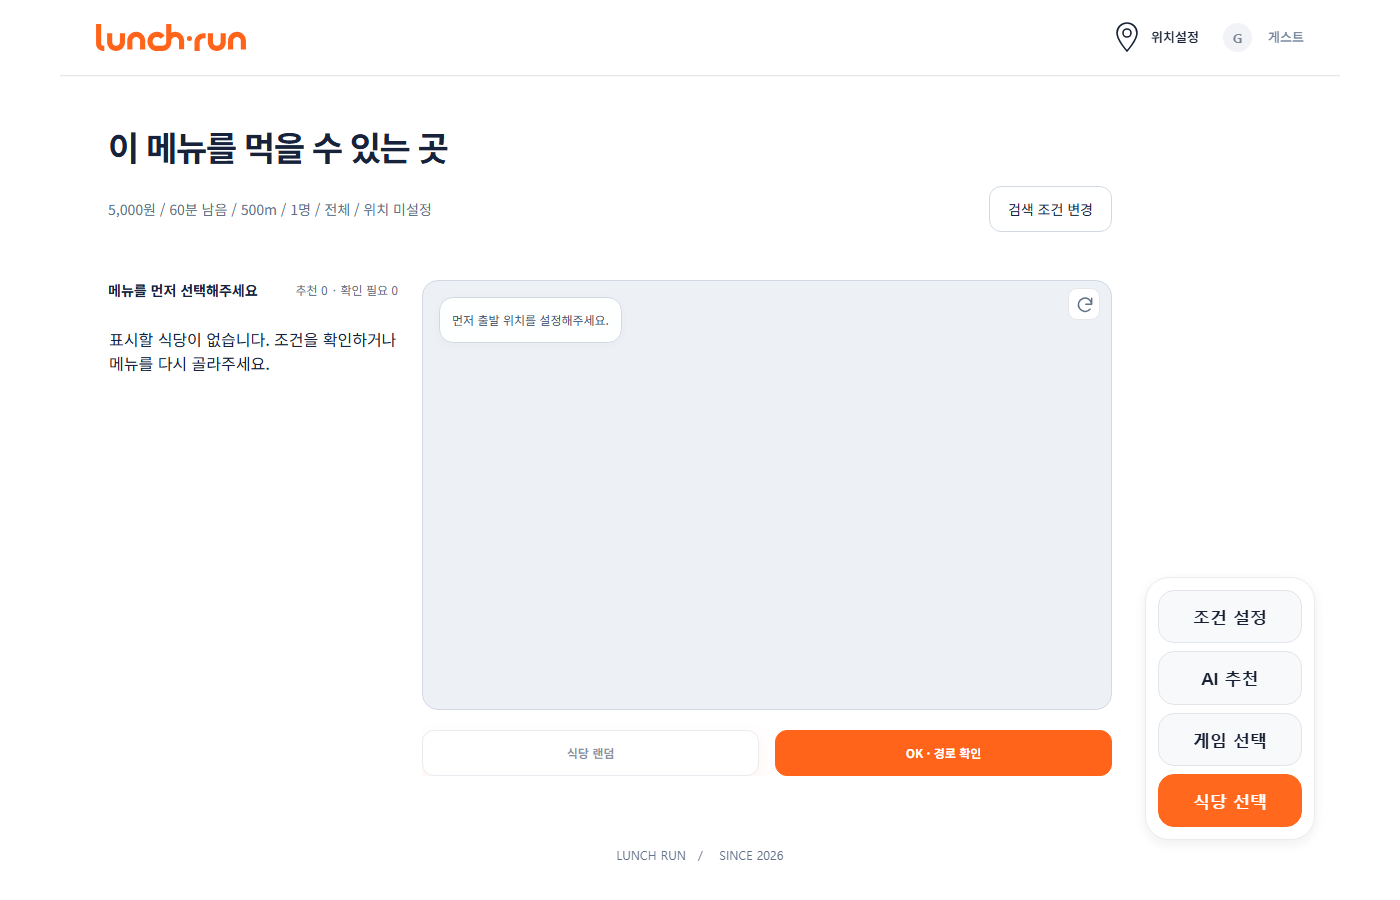 lunch·run
위치설정
G
게스트
이 메뉴를 먹을 수 있는 곳
5,000원 / 60분 남음 / 500m / 1명 / 전체 / 위치 미설정
검색 조건 변경
메뉴를 먼저 선택해주세요
추천 0 · 확인 필요 0
표시할 식당이 없습니다. 조건을 확인하거나
메뉴를 다시 골라주세요.
먼저 출발 위치를 설정해주세요.
식당 랜덤
OK · 경로 확인
조건 설정
AI 추천
게임 선택
식당 선택
LUNCH RUN / SINCE 2026